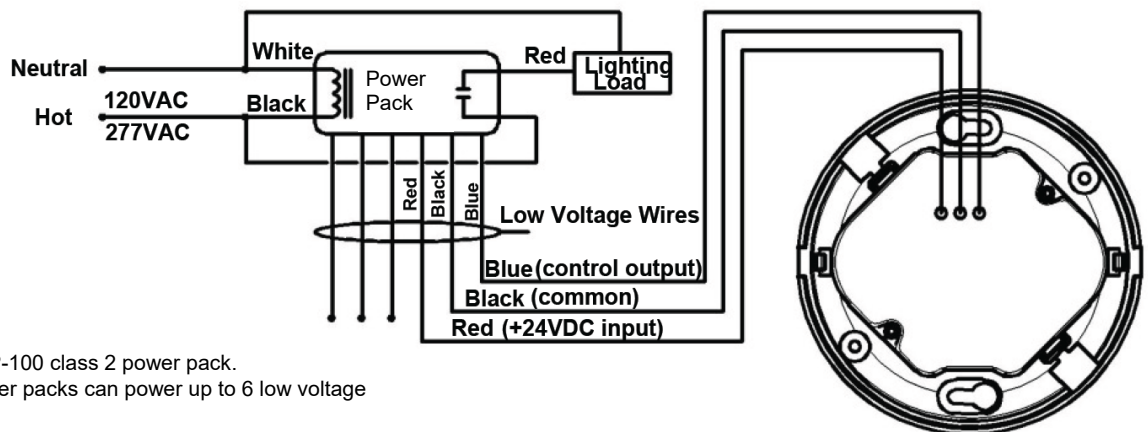 White
Neutral
Power
Pack
Red
Lighting
Load
120VAC
Black
Hot
277VAC
Red
Black
Blue
Low Voltage Wires
Blue (control output)
Black (common)
Red (+24VDC input)
-100 class 2 power pack.
er packs can power up to 6 low voltage